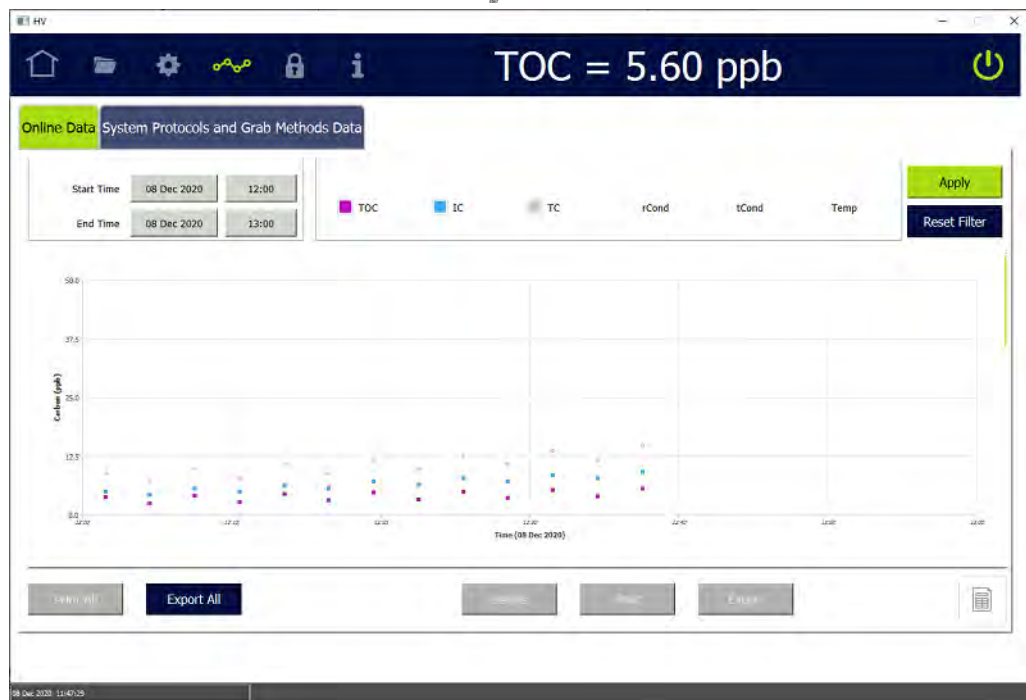 HV
TOC = 5.60 ppb
Online Data
System Protocols and Grab Methods Data
Start Time 08 Dec 2020 12:00
End Time 08 Dec 2020 13:00
TOC IC TC rCond tCond Temp
Apply
Reset Filter
Carbon (ppb)
50.0
37.5
25.0
12.5
0.0
Time (08 Dec 2020)
Export All
08 Dec 2020 11:47:29